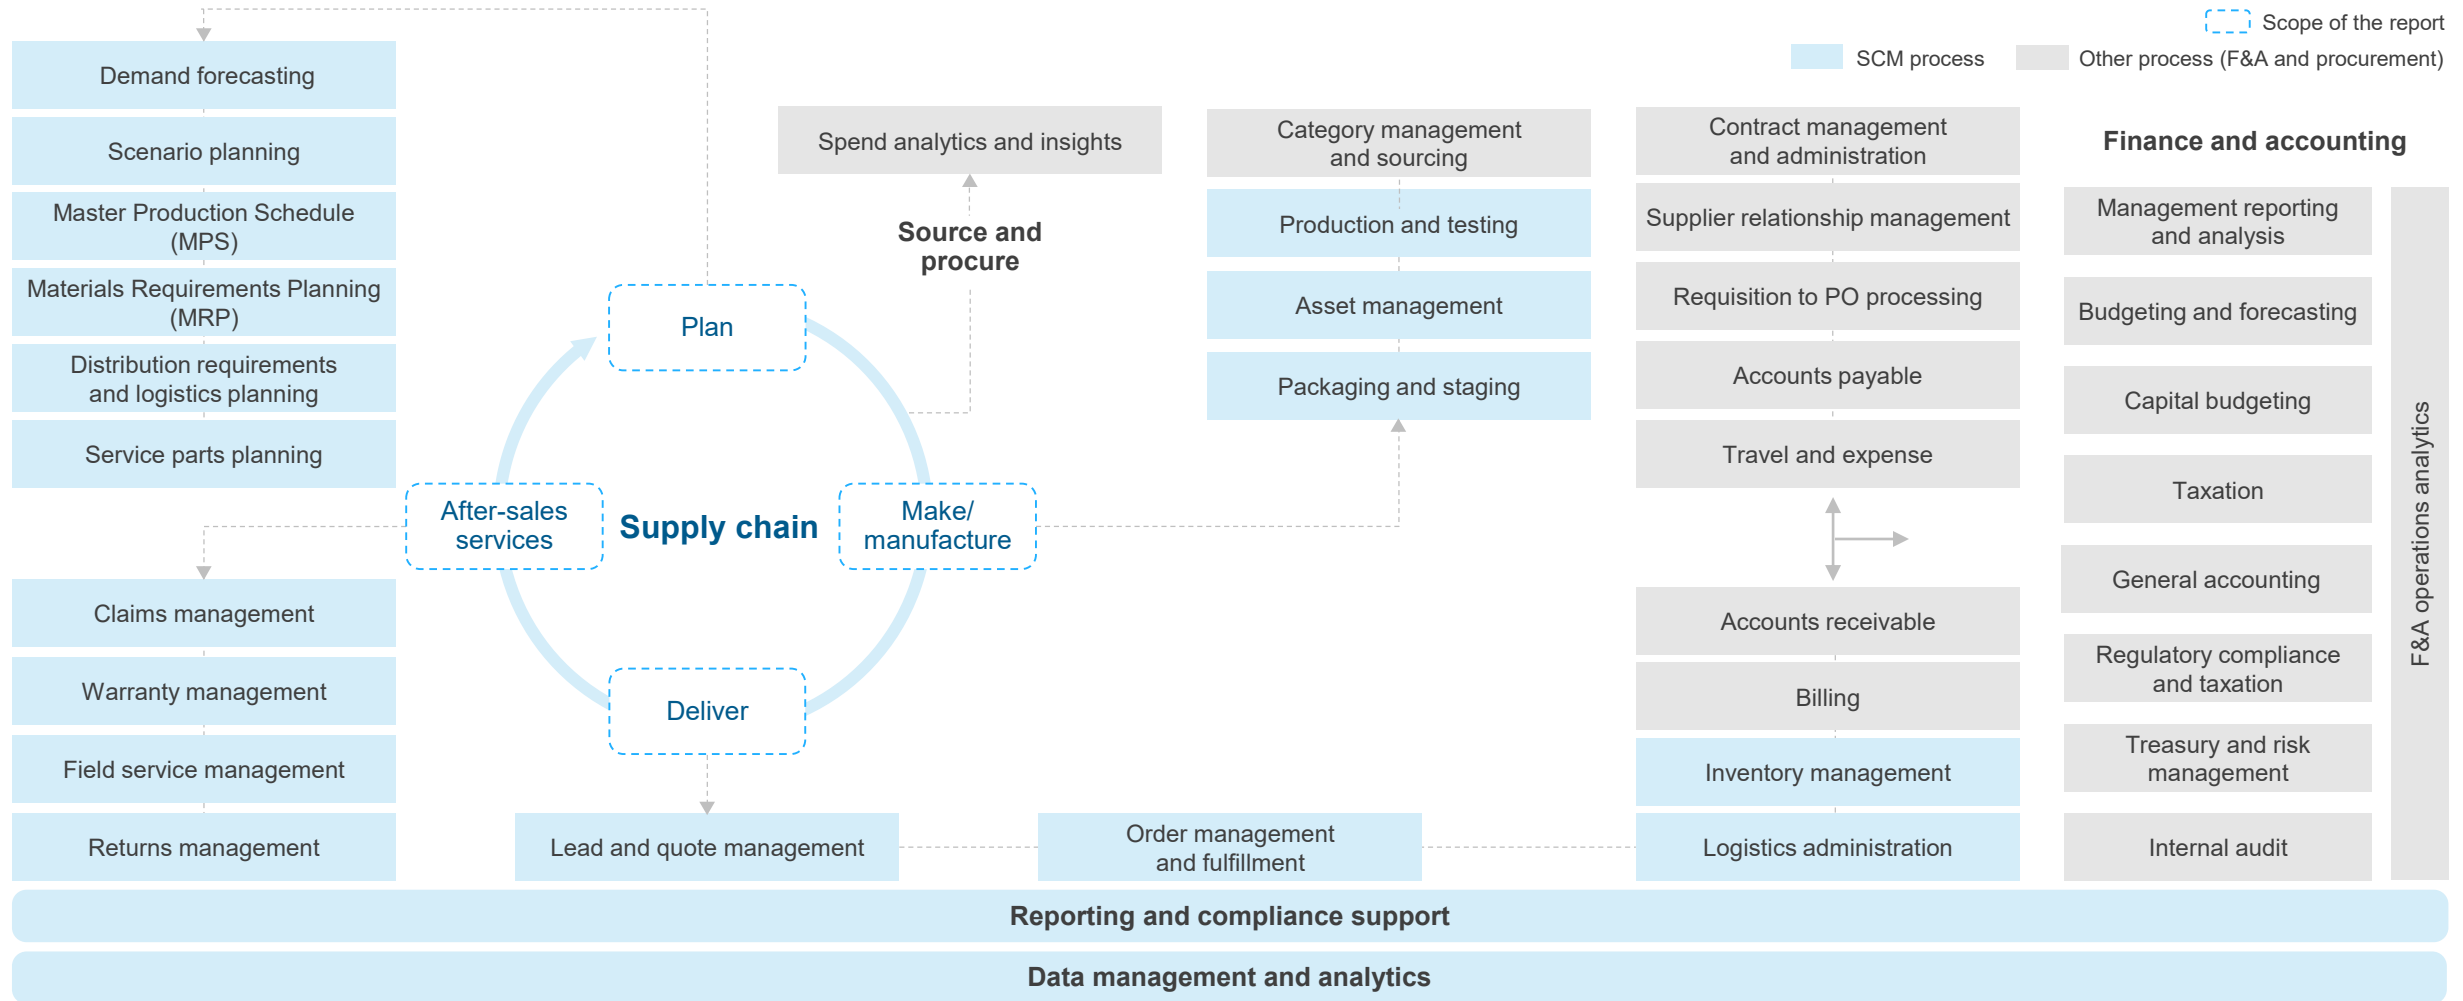 Scope of the report
SCM process
Other process (F&A and procurement)
Demand forecasting
Scenario planning
Master Production Schedule
(MPS)
Materials Requirements Planning
(MRP)
Distribution requirements
and logistics planning
Service parts planning
Spend analytics and insights
Source and
procure
Category management
and sourcing
Production and testing
Asset management
Packaging and staging
Contract management
and administration
Supplier relationship management
Requisition to PO processing
Accounts payable
Travel and expense
Finance and accounting
Management reporting
and analysis
Budgeting and forecasting
Capital budgeting
Taxation
General accounting
Regulatory compliance
and taxation
Treasury and risk
management
Internal audit
F&A operations analytics
Plan
After-sales
services
Supply chain
Make/
manufacture
Deliver
Claims management
Warranty management
Field service management
Returns management
Lead and quote management
Order management
and fulfillment
Accounts receivable
Billing
Inventory management
Logistics administration
Reporting and compliance support
Data management and analytics